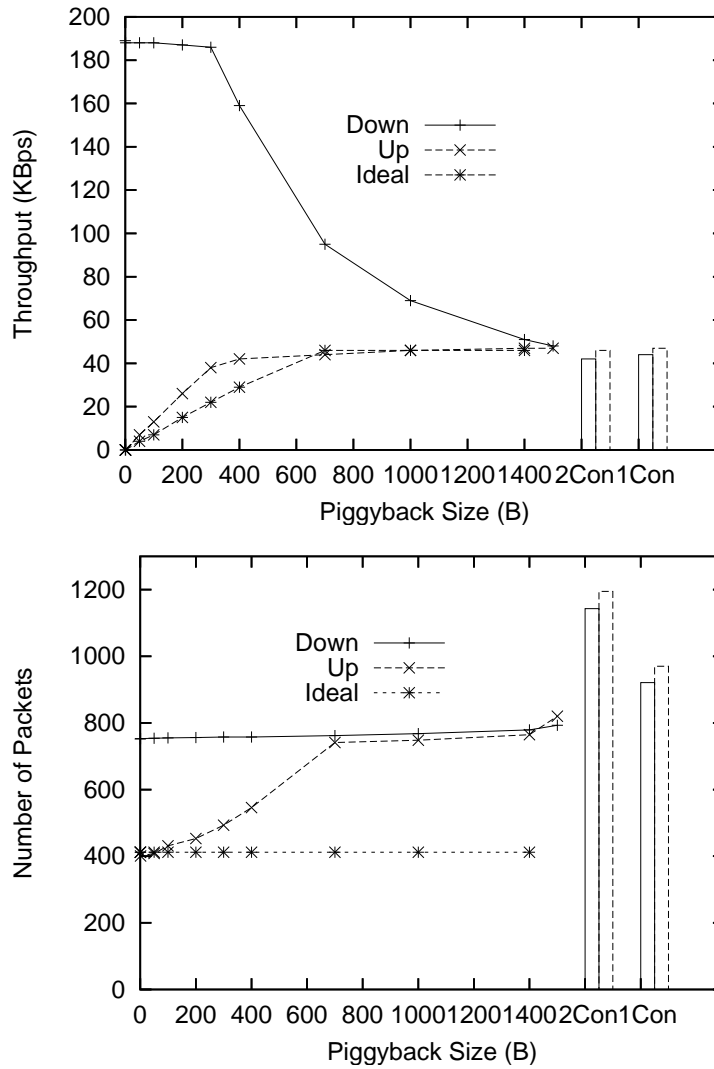 200
180
160
140
120
100
80
60
40
20
0
Throughput (KBps)
Down
Up
Ideal
0 200 400 600 800 1000 1200 1400 2Con 1Con
Piggyback Size (B)
1200
1000
800
600
400
200
0
Number of Packets
Down
Up
Ideal
0 200 400 600 800 1000 1200 1400 2Con 1Con
Piggyback Size (B)